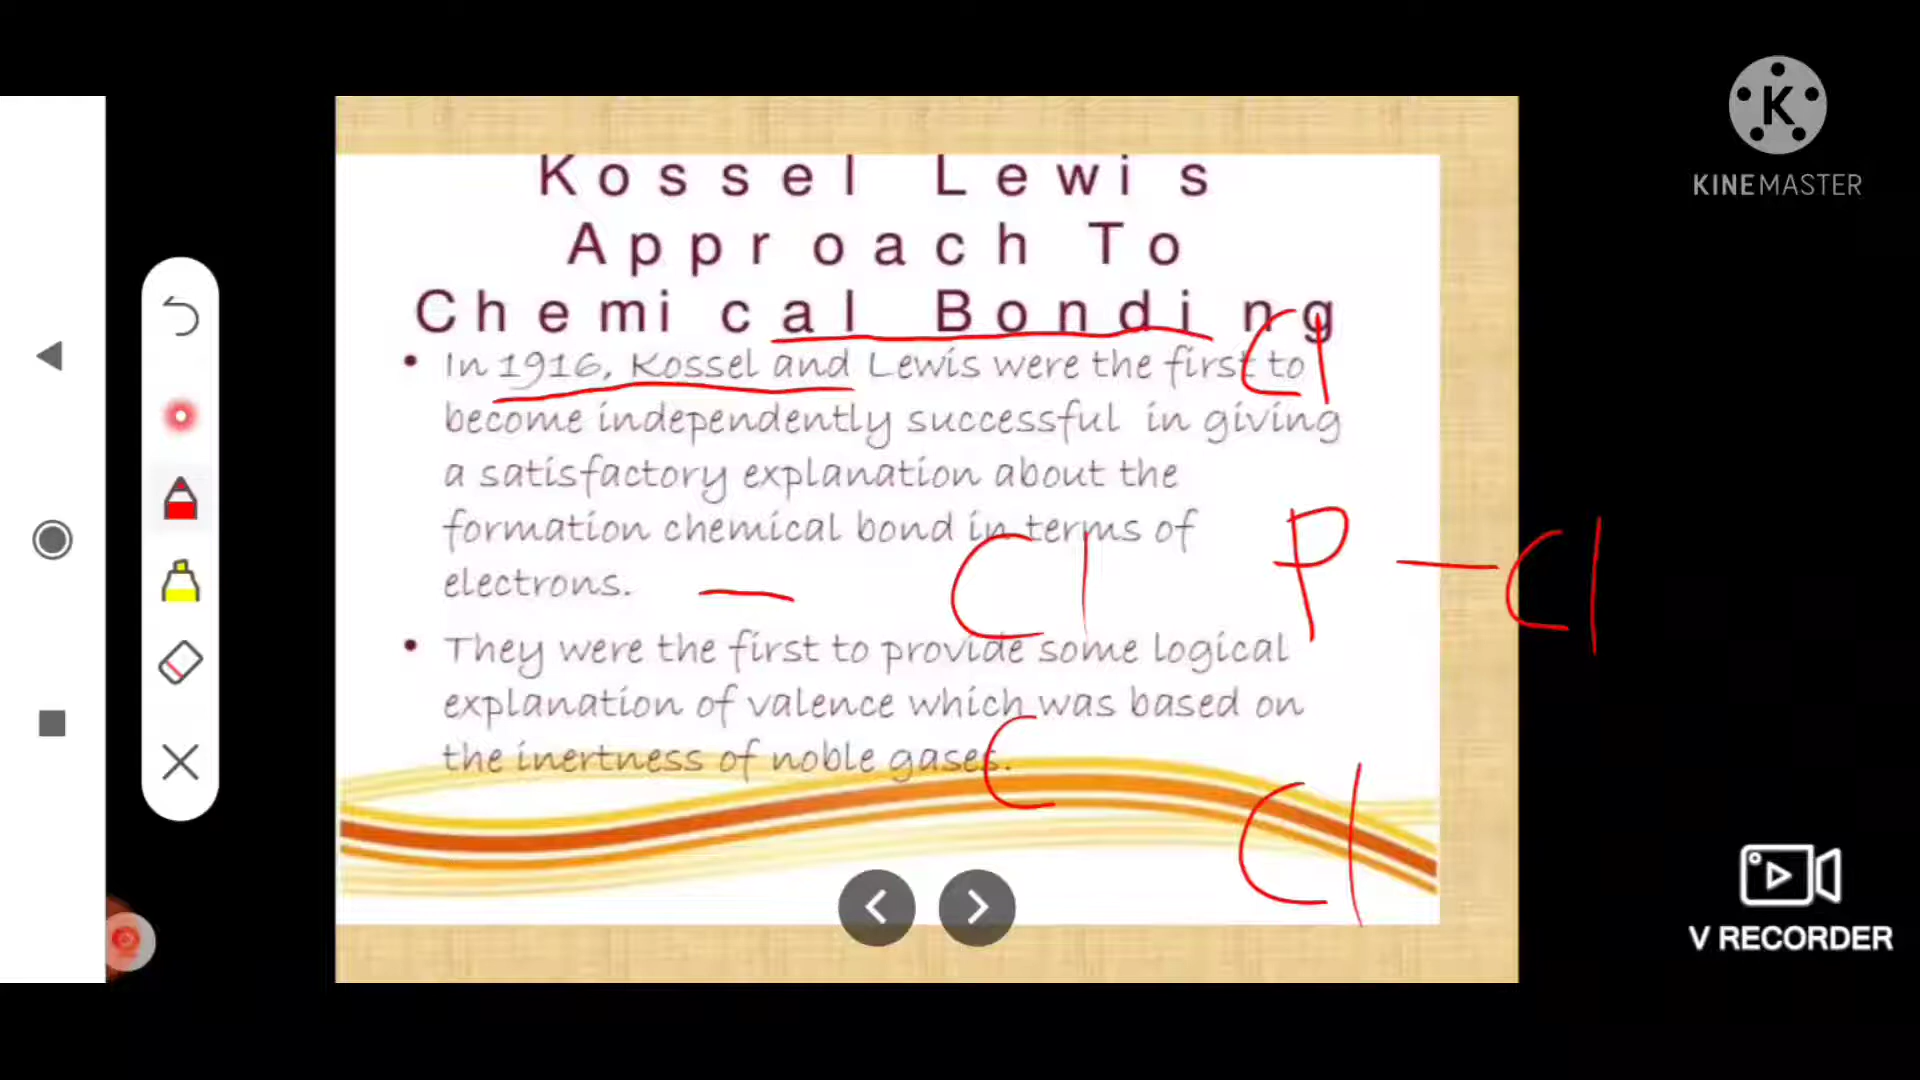 Kossel Lewis
Approach To
Chemical Bonding
• In 1916, Kossel and Lewis were the first to
become independently successful in giving
a satisfactory explanation about the
formation chemical bond in terms of
electrons.
• They were the first to provide some logical
explanation of valence which was based on
the inertness of noble gases.
Cl
Cl
P — Cl
C
Cl
K
KINEMASTER
V RECORDER